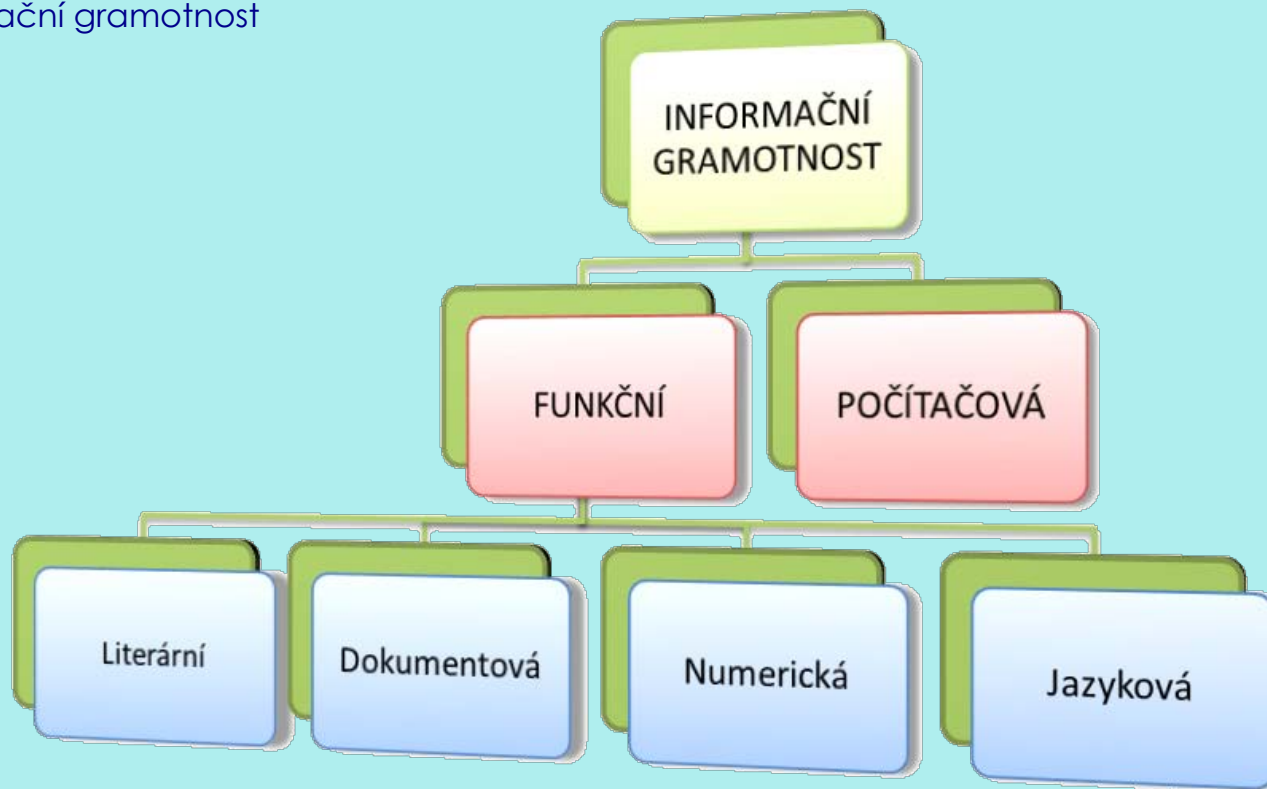 ační gramotnost
INFORMAČNÍ
GRAMOTNOST
FUNKČNÍ
POČÍTAČOVÁ
Literární
Dokumentová
Numerická
Jazyková